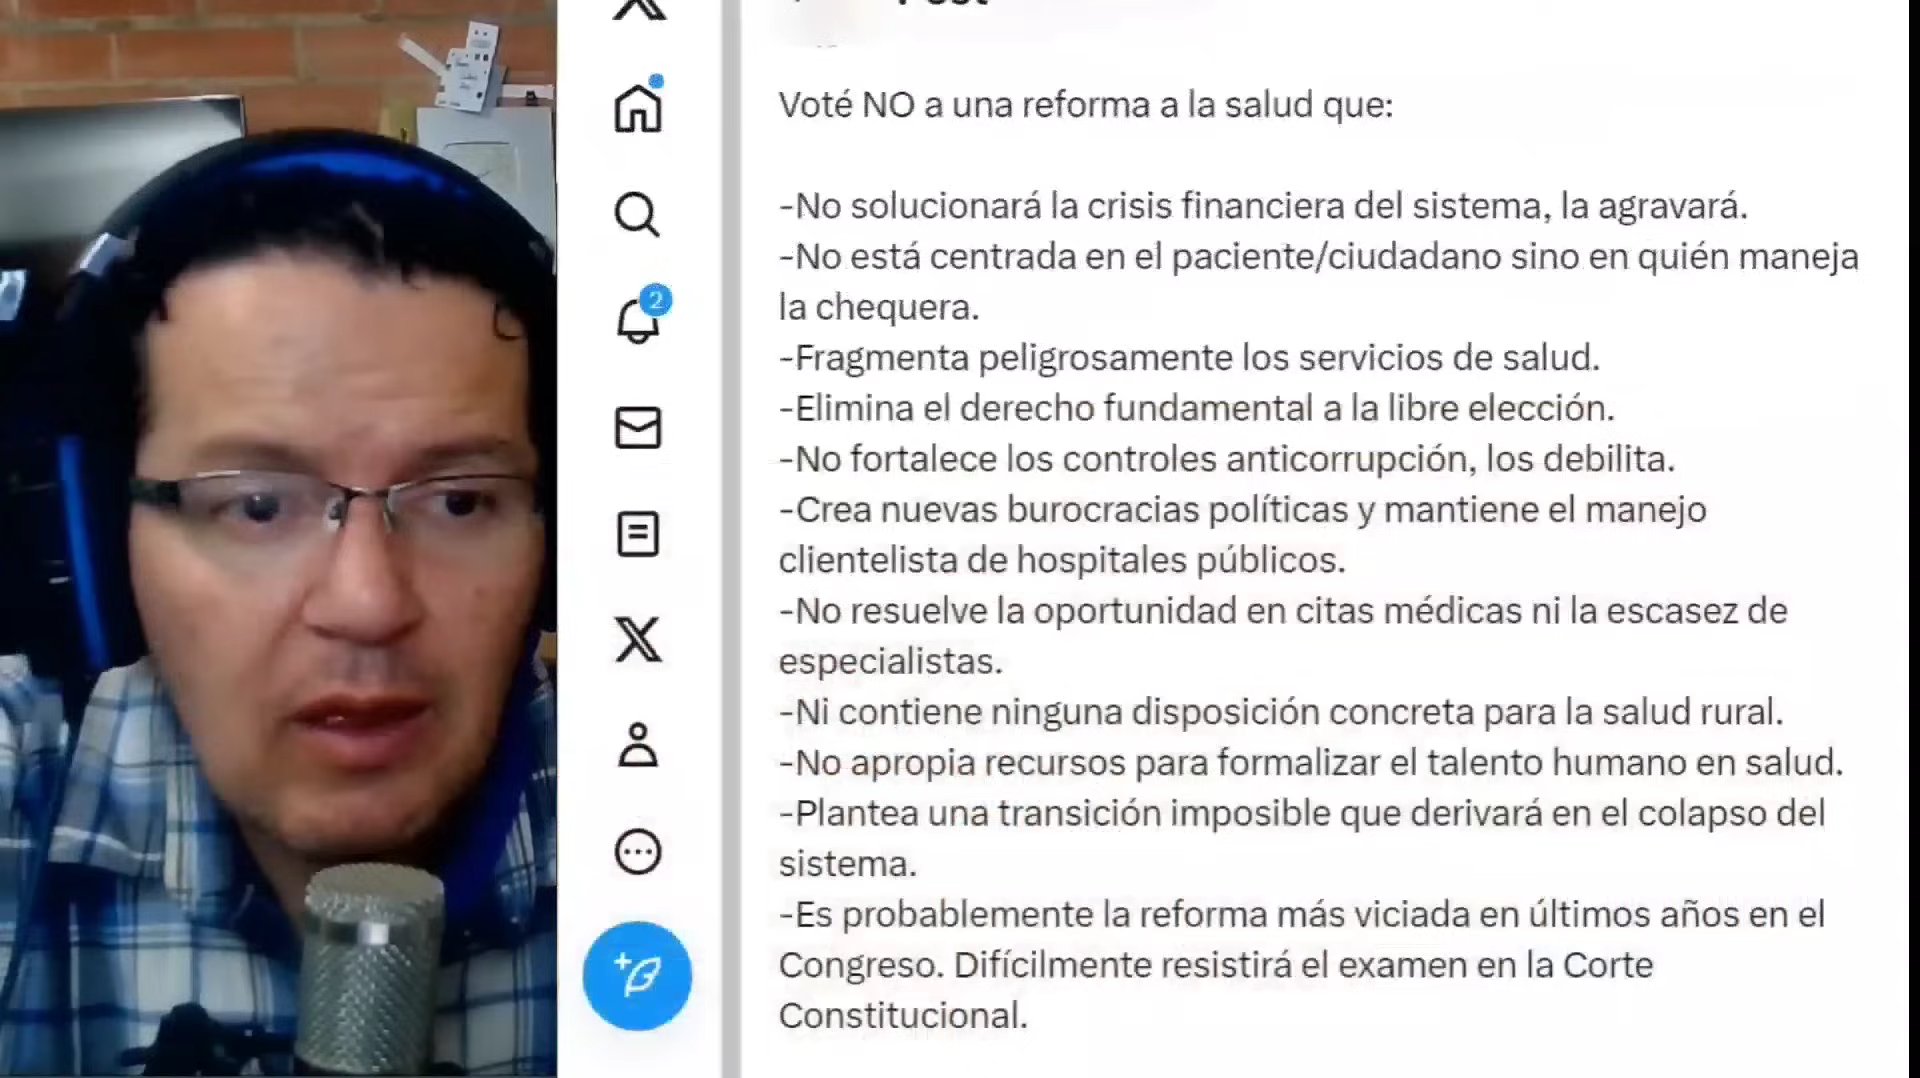 Post
Voté NO a una reforma a la salud que:
-No solucionará la crisis financiera del sistema, la agravará.
-No está centrada en el paciente/ciudadano sino en quién maneja
la chequera.
-Fragmenta peligrosamente los servicios de salud.
-Elimina el derecho fundamental a la libre elección.
-No fortalece los controles anticorrupción, los debilita.
-Crea nuevas burocracias políticas y mantiene el manejo
clientelista de hospitales públicos.
-No resuelve la oportunidad en citas médicas ni la escasez de
especialistas.
-Ni contiene ninguna disposición concreta para la salud rural.
-No apropia recursos para formalizar el talento humano en salud.
-Plantea una transición imposible que derivará en el colapso del
sistema.
-Es probablemente la reforma más viciada en últimos años en el
Congreso. Difícilmente resistirá el examen en la Corte
Constitucional.
2